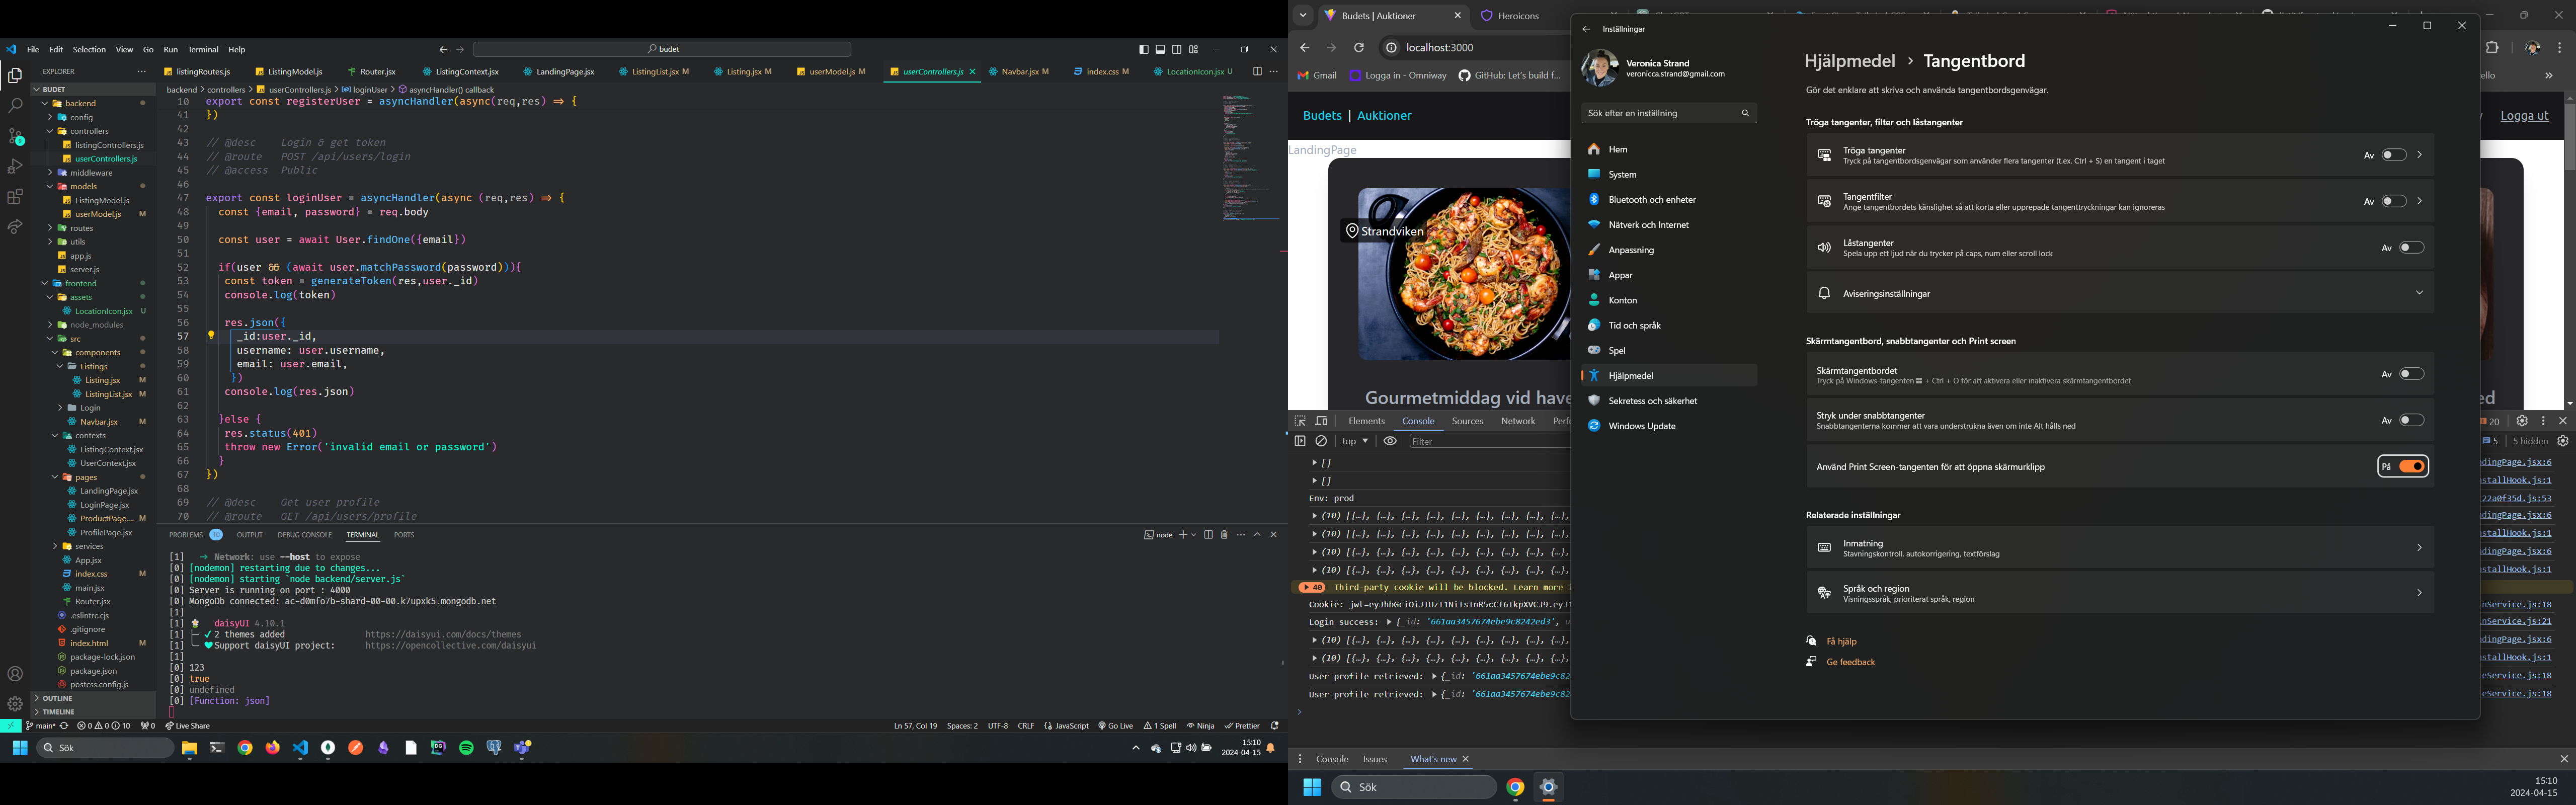 File Edit Selection View Go Run Terminal Help
budet
EXPLORER
BUDET
backend
config
controllers
listingControllers.js
userControllers.js
middleware
models
ListingModel.js
userModel.js M
routes
utils
app.js
server.js
frontend
assets
LocationIcon.jsx U
node_modules
src
components
Listings
Listing.jsx M
ListingList.jsx M
Login
Navbar.jsx M
contexts
ListingContext.jsx
UserContext.jsx
pages
LandingPage.jsx
LoginPage.jsx
ProductPage.... M
ProfilePage.jsx
services
App.jsx
index.css M
main.jsx
Router.jsx
.eslintrc.cjs
.gitignore
index.html M
package-lock.json
package.json
postcss.config.js
OUTLINE
TIMELINE
listingRoutes.js ListingModel.js Router.jsx ListingContext.jsx LandingPage.jsx ListingList.jsx M Listing.jsx M userModel.js M userControllers.js Navbar.jsx M index.css M LocationIcon.jsx U
backend > controllers > userControllers.js > loginUser > asyncHandler() callback
10 export const registerUser = asyncHandler(async(req,res) => {
41 })
42
43 // @desc Login & get token
44 // @route POST /api/users/login
45 // @access Public
46
47 export const loginUser = asyncHandler(async (req,res) => {
48 const {email, password} = req.body
49
50 const user = await User.findOne({email})
51
52 if(user && (await user.matchPassword(password))){
53 const token = generateToken(res,user._id)
54 console.log(token)
55
56 res.json({
57 _id:user._id,
58 username: user.username,
59 email: user.email,
60 })
61 console.log(res.json)
62
63 }else {
64 res.status(401)
65 throw new Error('invalid email or password')
66 }
67 })
68
69 // @desc Get user profile
70 // @route GET /api/users/profile
PROBLEMS 10 OUTPUT DEBUG CONSOLE TERMINAL PORTS
node
[1] → Network: use --host to expose
[0] [nodemon] restarting due to changes...
[0] [nodemon] starting `node backend/server.js`
[0] Server is running on port : 4000
[0] MongoDb connected: ac-d0mfo7b-shard-00-00.k7upxk5.mongodb.net
[1]
[1] daisyUI 4.10.1
[1] ├─ ✔ 2 themes added https://daisyui.com/docs/themes
[1] ╰─ Support daisyUI project: https://opencollective.com/daisyui
[1]
[0] 123
[0] true
[0] undefined
[0] [Function: json]
main* 0 0 10 0 Live Share
Ln 57, Col 19 Spaces: 2 UTF-8 CRLF JavaScript Go Live 1 Spell Ninja Prettier
Sök
15:10
2024-04-15
Budets | Auktioner
Heroicons
localhost:3000
Gmail Logga in - Omniway GitHub: Let's build f...
Budets | Auktioner
Logga ut
LandingPage
Strandviken
Gourmetmiddag vid have
ed
Elements Console Sources Network Perf
20
top Filter
5 5 hidden
[]
[]
Env: prod
(10) [{…}, {…}, {…}, {…}, {…}, {…}, {…}, {…},
(10) [{…}, {…}, {…}, {…}, {…}, {…}, {…}, {…},
(10) [{…}, {…}, {…}, {…}, {…}, {…}, {…}, {…},
(10) [{…}, {…}, {…}, {…}, {…}, {…}, {…}, {…},
40 Third-party cookie will be blocked. Learn more
Cookie: jwt=eyJhbGciOiJIUzI1NiIsInR5cCI6IkpXVCJ9.eyJ1
Login success: {_id: '661aa3457674ebe9c8242ed3', u
(10) [{…}, {…}, {…}, {…}, {…}, {…}, {…}, {…},
(10) [{…}, {…}, {…}, {…}, {…}, {…}, {…}, {…},
User profile retrieved: {_id: '661aa3457674ebe9c82
User profile retrieved: {_id: '661aa3457674ebe9c82
ndingPage.jsx:6
stallHook.js:1
22a0f35d.js:53
ndingPage.jsx:6
stallHook.js:1
ndingPage.jsx:6
stallHook.js:1
nService.js:18
nService.js:21
ndingPage.jsx:6
stallHook.js:1
eService.js:18
eService.js:18
Console Issues What's new
Inställningar
Veronica Strand
veronicca.strand@gmail.com
Sök efter en inställning
Hem
System
Bluetooth och enheter
Nätverk och Internet
Anpassning
Appar
Konton
Tid och språk
Spel
Hjälpmedel
Sekretess och säkerhet
Windows Update
Hjälpmedel > Tangentbord
Gör det enklare att skriva och använda tangentbordsgenvägar.
Tröga tangenter, filter och låstangenter
Tröga tangenter
Tryck på tangentbordsgenvägar som använder flera tangenter (t.ex. Ctrl + S) en tangent i taget
Av
Tangentfilter
Ange tangentbordets känslighet så att korta eller upprepade tangenttryckningar kan ignoreras
Av
Låstangenter
Spela upp ett ljud när du trycker på caps, num eller scroll lock
Av
Aviseringsinställningar
Skärmtangentbord, snabbtangenter och Print screen
Skärmtangentbordet
Tryck på Windows-tangenten + Ctrl + O för att aktivera eller inaktivera skärmtangentbordet
Av
Stryk under snabbtangenter
Snabbtangenterna kommer att vara understrukna även om inte Alt hålls ned
Av
Använd Print Screen-tangenten för att öppna skärmurklipp
På
Relaterade inställningar
Inmatning
Stavningskontroll, autokorrigering, textförslag
Språk och region
Visningsspråk, prioriterat språk, region
Få hjälp
Ge feedback
Sök
15:10
2024-04-15